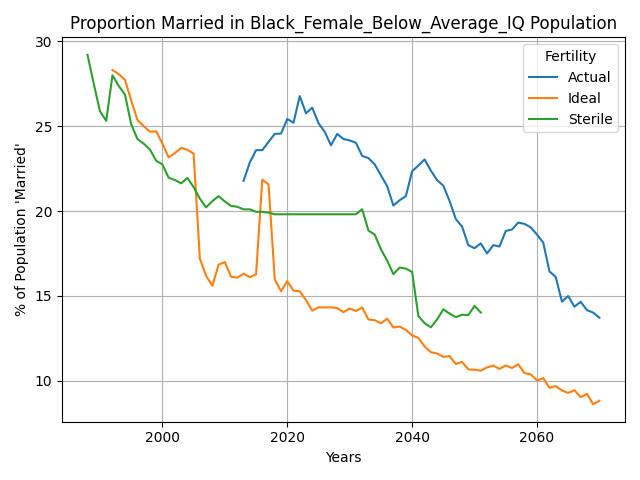 Proportion Married in Black_Female_Below_Average_IQ Population
% of Population 'Married'
30
25
20
15
10
Fertility
Actual
Ideal
Sterile
2000
2020
2040
2060
Years